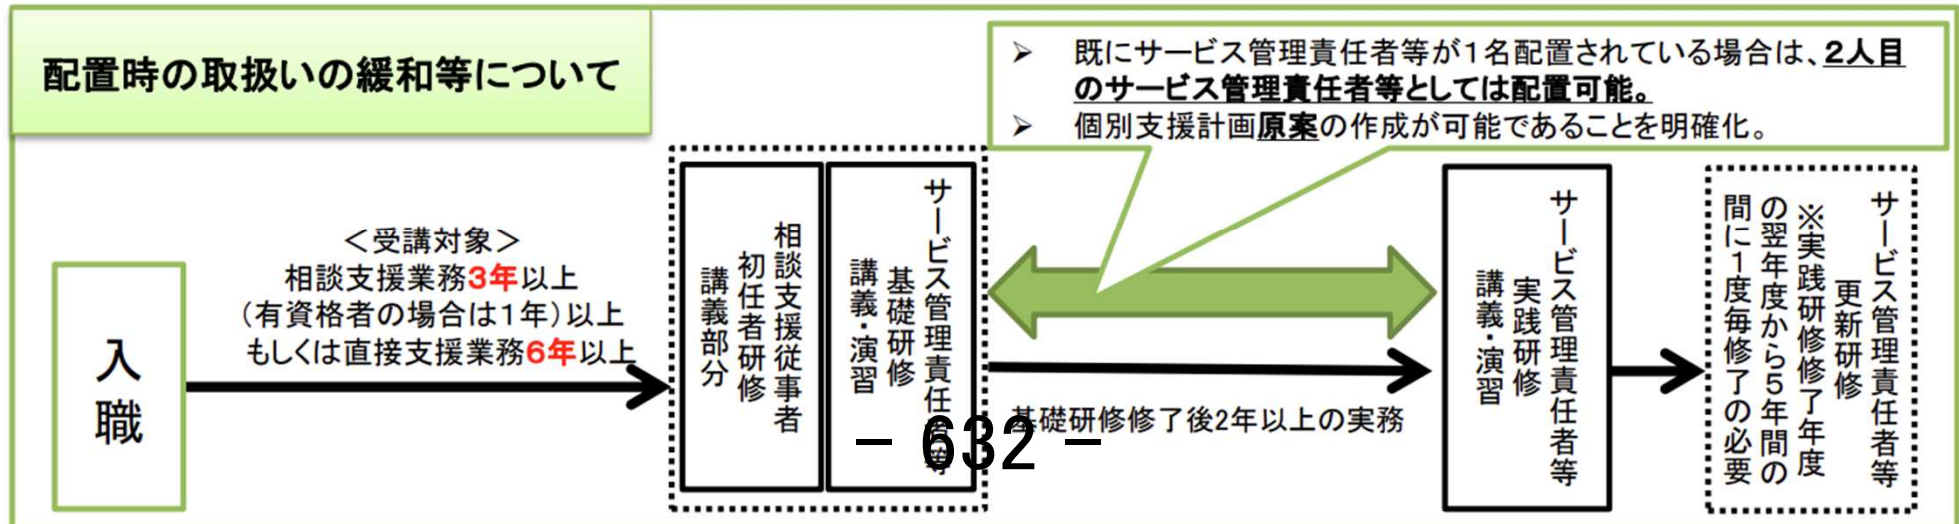 配置時の取扱いの緩和等について
➢ 既にサービス管理責任者等が1名配置されている場合は、２人目
のサービス管理責任者等としては配置可能。
➢ 個別支援計画原案の作成が可能であることを明確化。
入職
＜受講対象＞
相談支援業務３年以上
（有資格者の場合は１年）以上
もしくは直接支援業務６年以上
相談支援従事者
初任者研修
講義部分
サービス管理責任者等
基礎研修
講義・演習
基礎研修修了後2年以上の実務
サービス管理責任者等
実践研修
講義・演習
サービス管理責任者等
更新研修
※実践研修修了年度
の翌年度から５年間の
間に１度毎修了の必要
－ 632 －